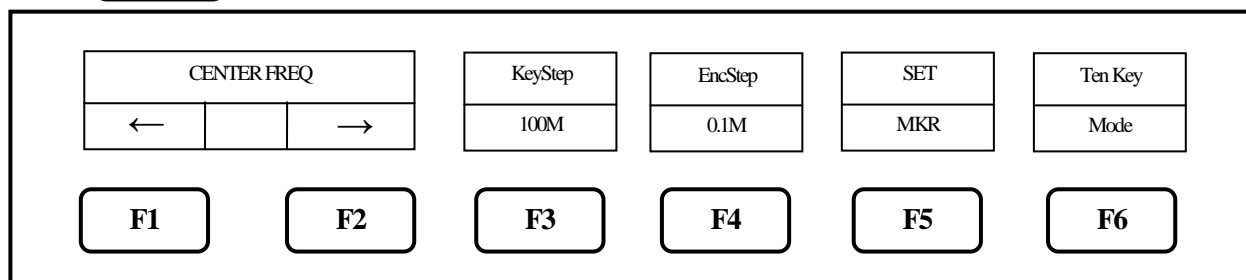 CENTER FREQ KeyStep EncStep SET Ten Key
← → 100M 0.1M MKR Mode
F1 F2 F3 F4 F5 F6